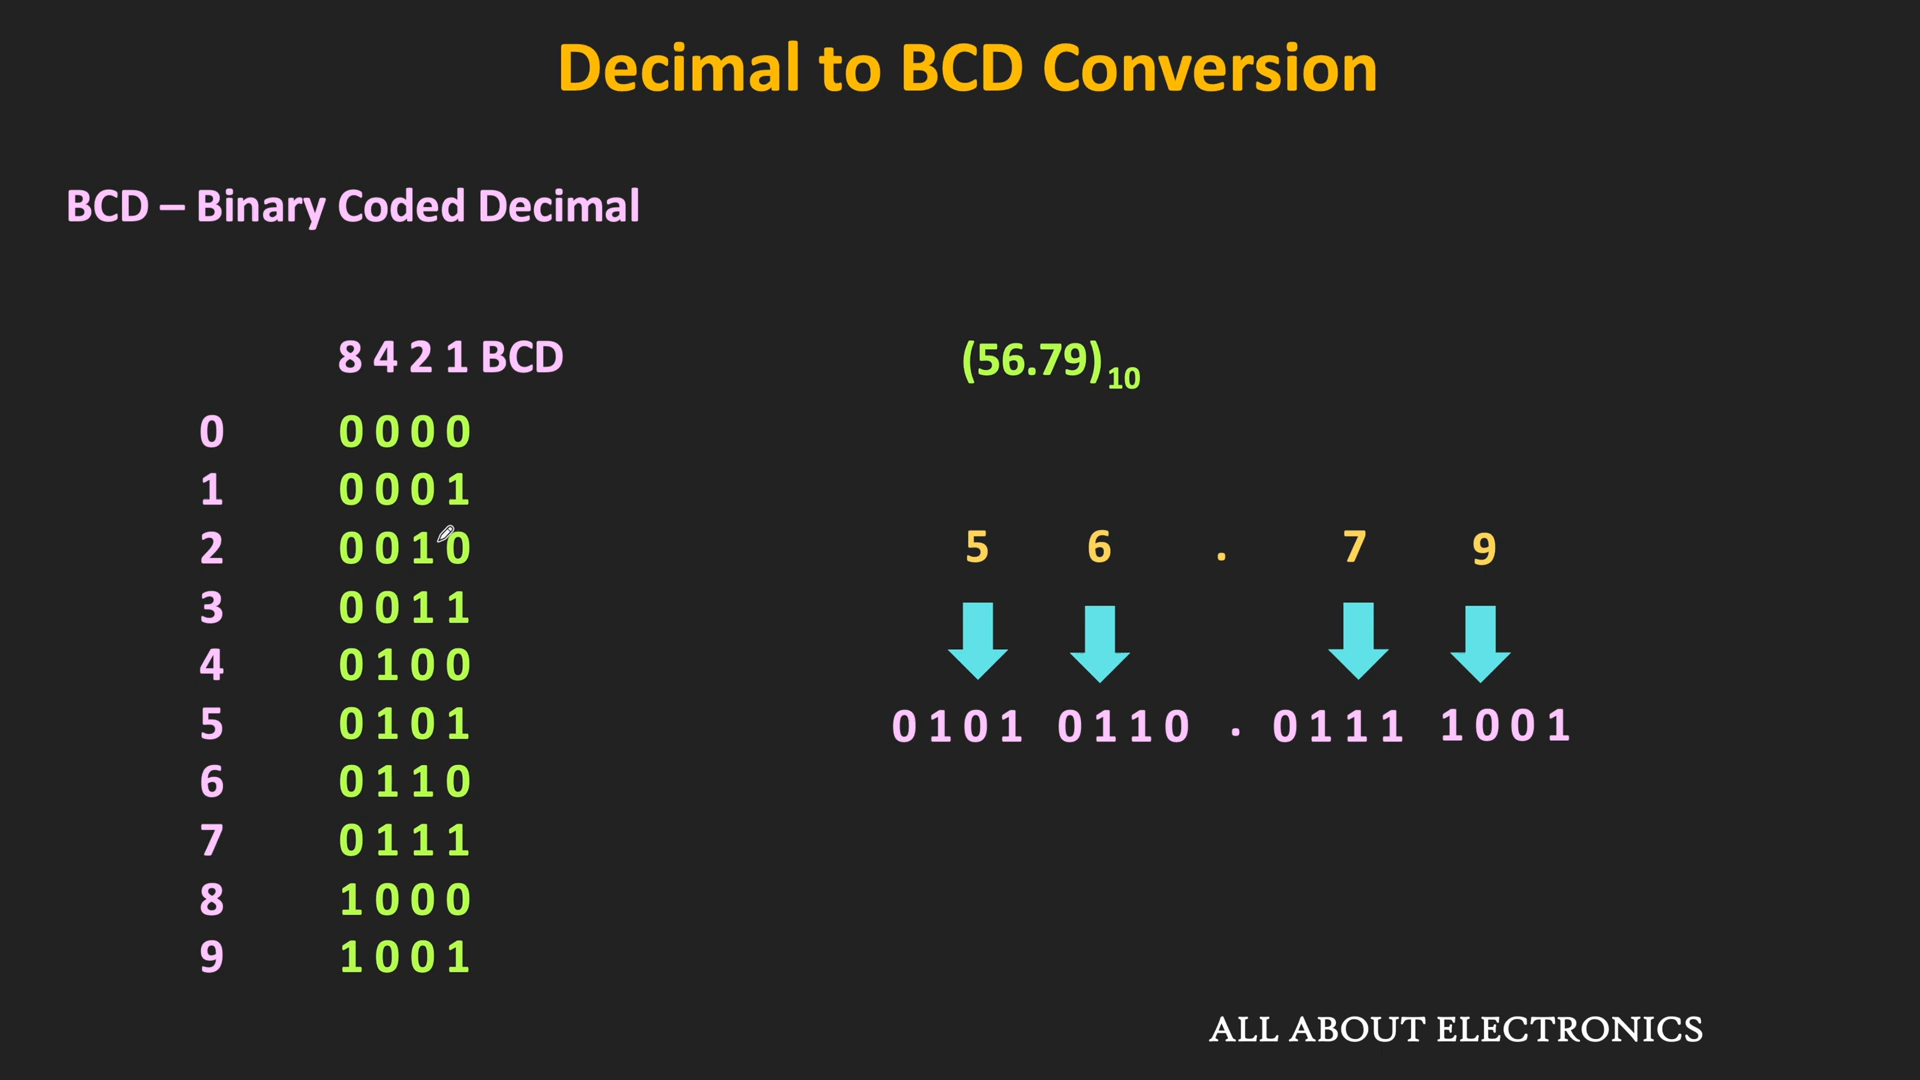 Decimal to BCD Conversion
BCD – Binary Coded Decimal
8 4 2 1 BCD
0 0 0 0 0
1 0 0 0 1
2 0 0 1 0
3 0 0 1 1
4 0 1 0 0
5 0 1 0 1
6 0 1 1 0
7 0 1 1 1
8 1 0 0 0
9 1 0 0 1
(56.79)10
5 6 . 7 9
0 1 0 1 0 1 1 0 . 0 1 1 1 1 0 0 1
ALL ABOUT ELECTRONICS